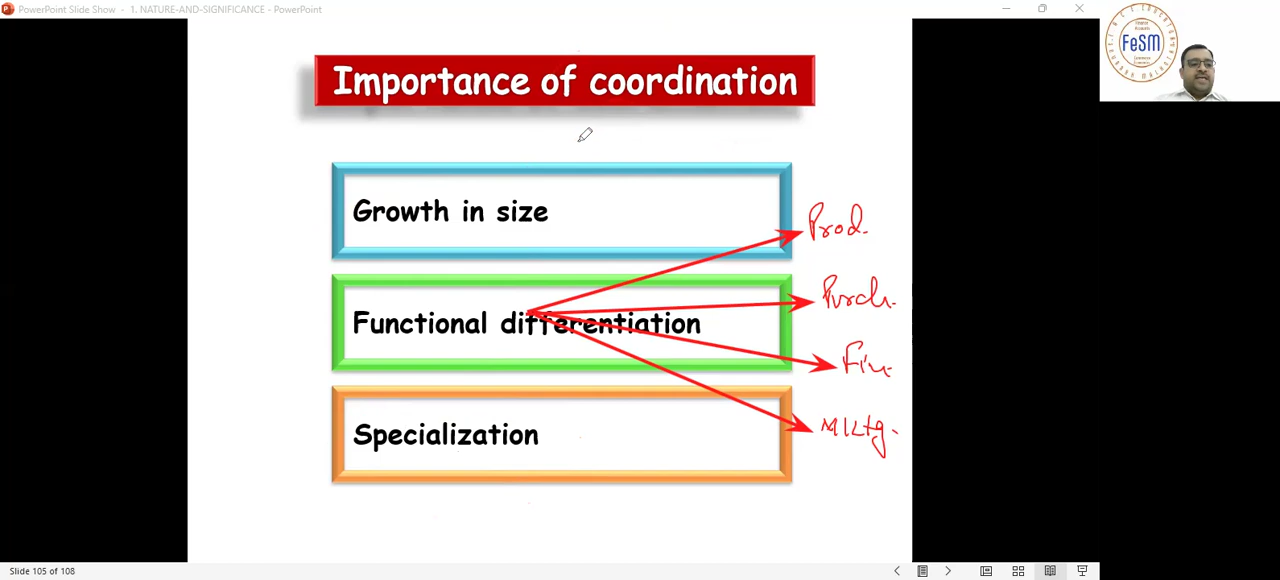 PowerPoint Slide Show - 1. NATURE-AND-SIGNIFICANCE - PowerPoint
FeSM
Importance of coordination
Growth in size
Prod.
Functional differentiation
Purch.
Fin.
Mktg.
Specialization
Slide 105 of 108